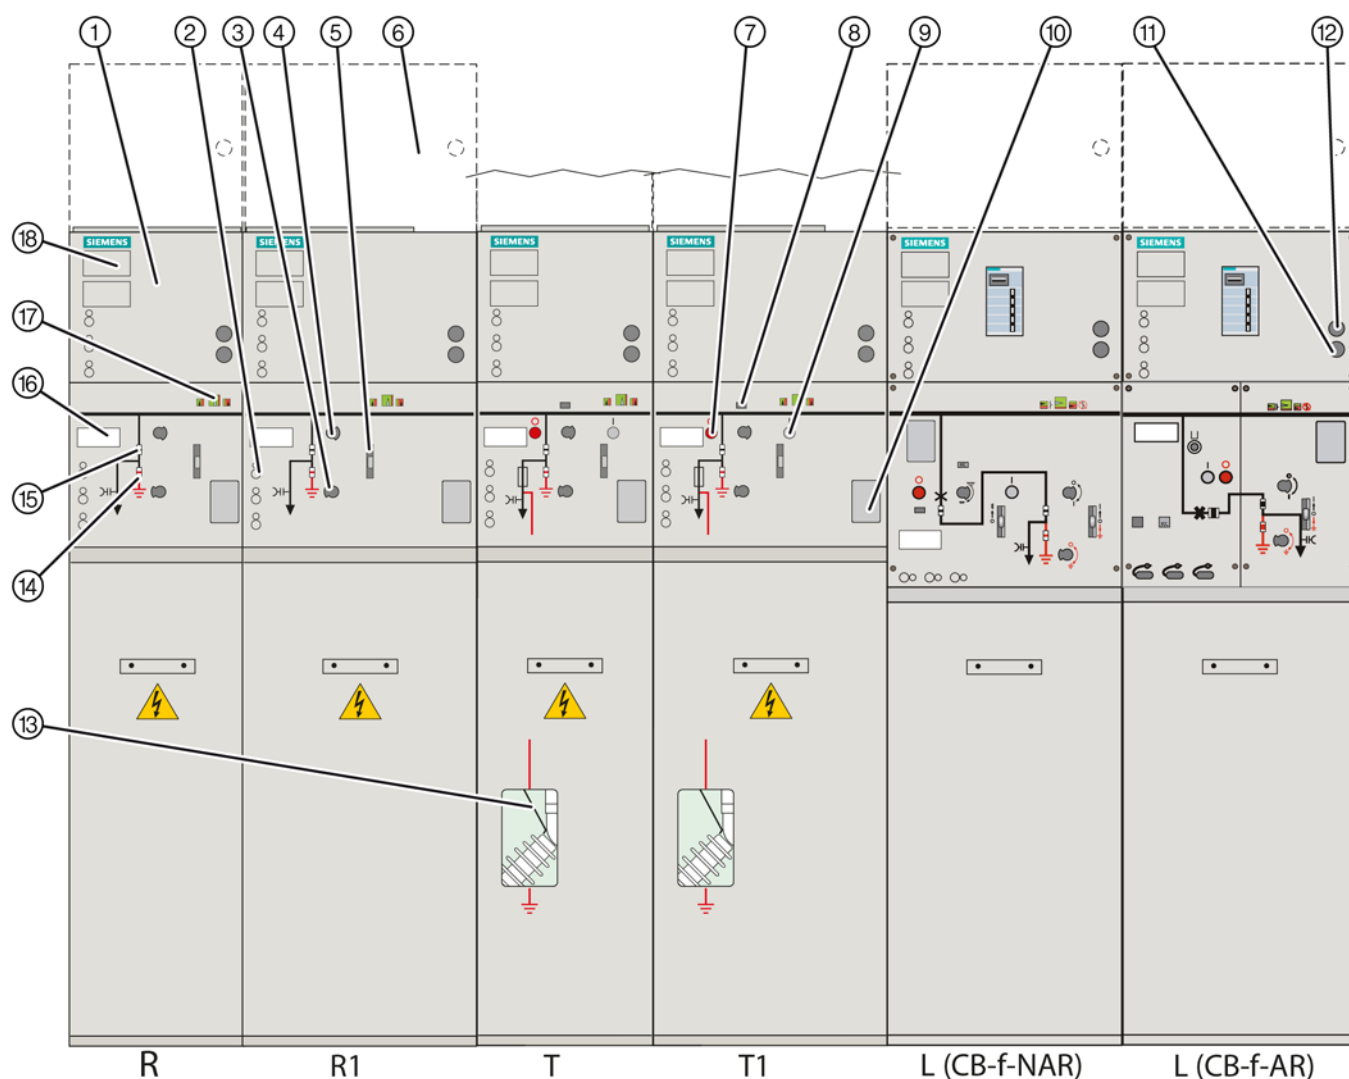 ① ② ③ ④ ⑤ ⑥ ⑦ ⑧ ⑨ ⑩ ⑪ ⑫
⑱ SIEMENS SIEMENS SIEMENS SIEMENS SIEMENS SIEMENS
⑰
⑯
⑮
⑭
⑬
R R1 T T1 L (CB-f-NAR) L (CB-f-AR)